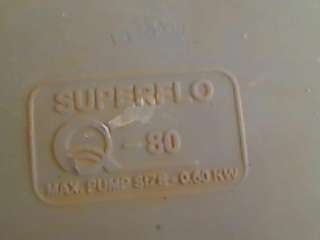 SUPERFLO
Q-80
MAX. PUMP SIZE- 0.60 KW